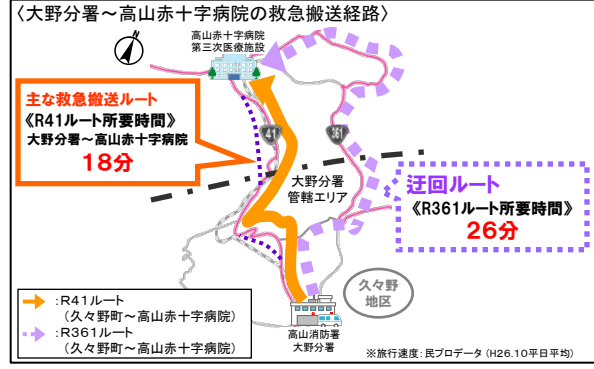 〈大野分署～高山赤十字病院の救急搬送経路〉
高山赤十字病院
第三次医療施設
主な救急搬送ルート
《R41ルート所要時間》
大野分署～高山赤十字病院
18分
41
361
大野分署
管轄エリア
迂回ルート
《R361ルート所要時間》
26分
久々野
地区
:R41ルート
(久々野町～高山赤十字病院)
:R361ルート
(久々野町～高山赤十字病院)
高山消防署
大野分署
※旅行速度:民プロデータ(H26.10平日平均)